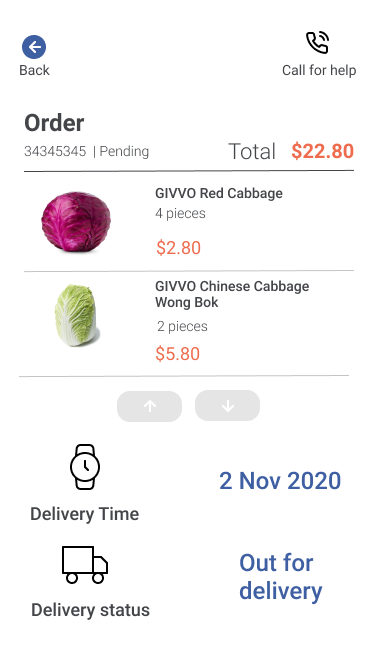 Back
Call for help
Order
34345345 | Pending
Total $22.80
GIVVO Red Cabbage
4 pieces
$2.80
GIVVO Chinese Cabbage
Wong Bok
2 pieces
$5.80
Delivery Time
2 Nov 2020
Delivery status
Out for
delivery